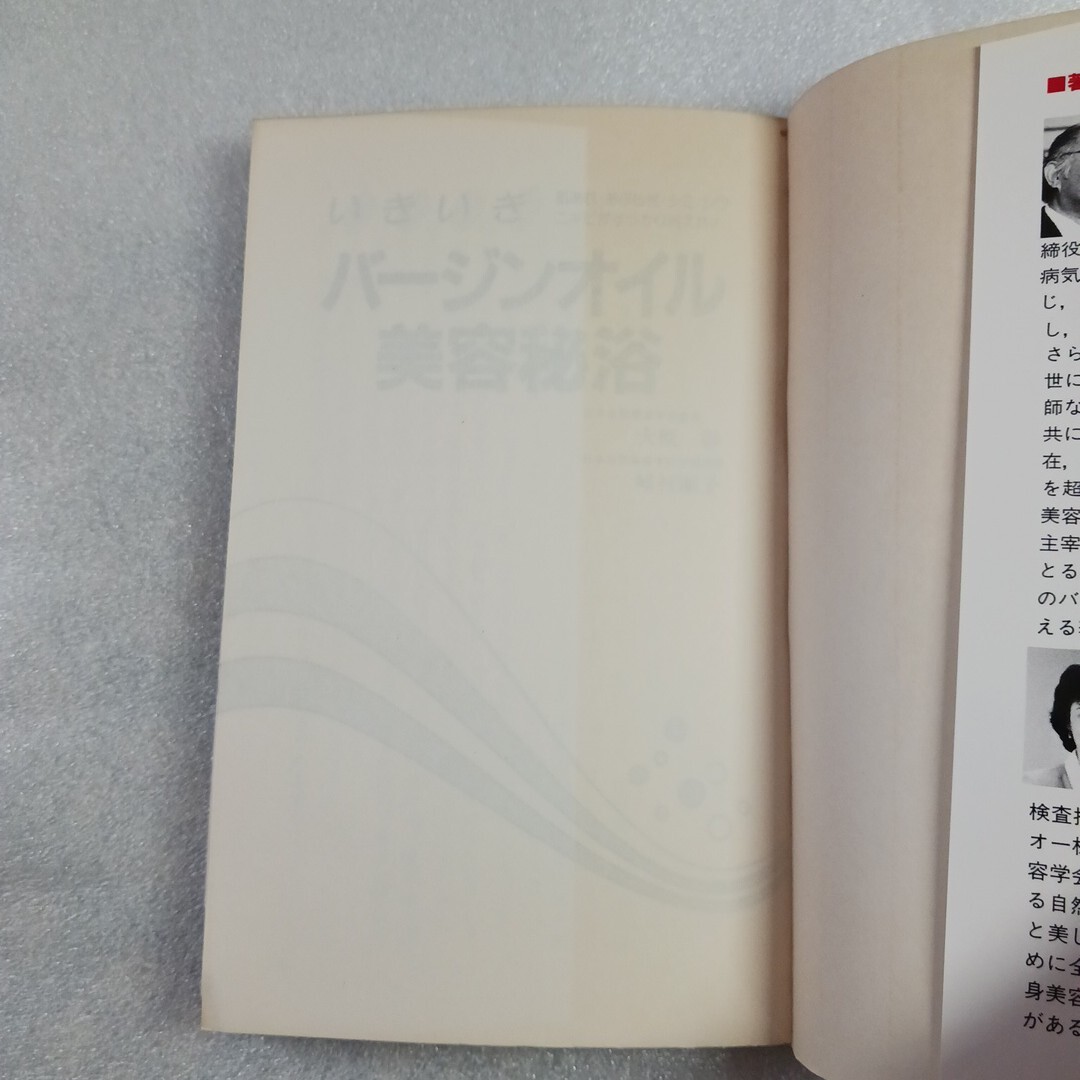 いきいき
バージンオイル
美容秘浴
■著
締役
病気
じ，
し，
さら
世に
師な
共に
在，
を超
美容
主宰
とる
のバ
える
検査
オー
容学会
る自然
と美し
めに全
身美容
がある